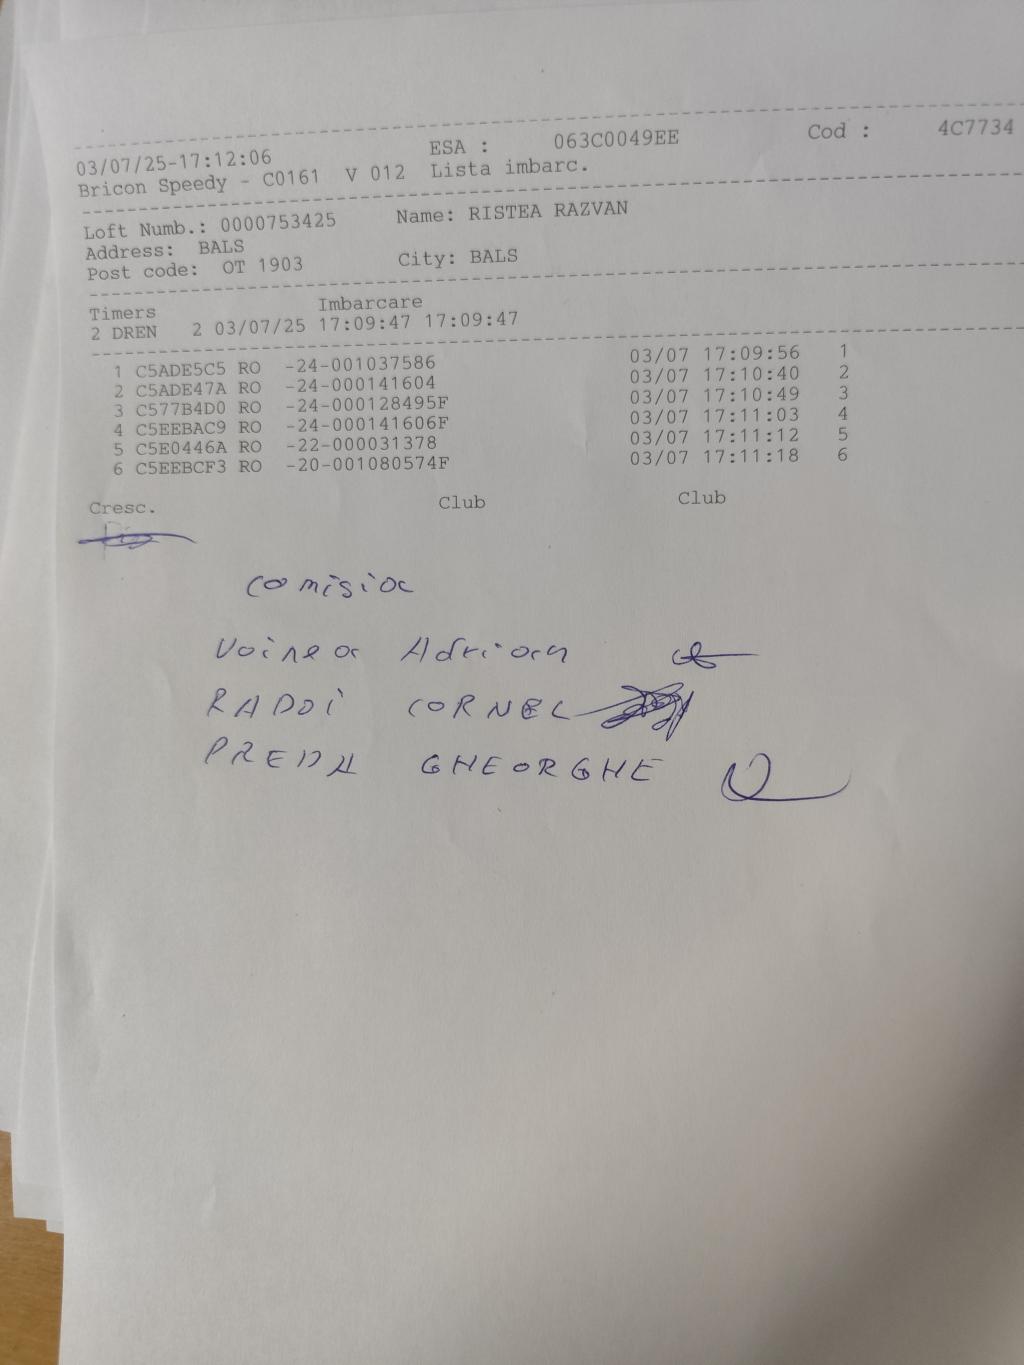 03/07/25-17:12:06 ESA : 063C0049EE Cod : 4C7734
Bricon Speedy - C0161 V 012 Lista imbarc.
Loft Numb.: 0000753425 Name: RISTEA RAZVAN
Address: BALS
Post code: OT 1903 City: BALS
Timers Imbarcare
2 DREN 2 03/07/25 17:09:47 17:09:47
1 C5ADE5C5 RO -24-001037586 03/07 17:09:56 1
2 C5ADE47A RO -24-000141604 03/07 17:10:40 2
3 C577B4D0 RO -24-000128495F 03/07 17:10:49 3
4 C5EEBAC9 RO -24-000141606F 03/07 17:11:03 4
5 C5E0446A RO -22-000031378 03/07 17:11:12 5
6 C5EEBCF3 RO -20-001080574F 03/07 17:11:18 6
Cresc. Club Club
comisia
Voinea Adrian
RADOI CORNEL
PREDA GHEORGHE